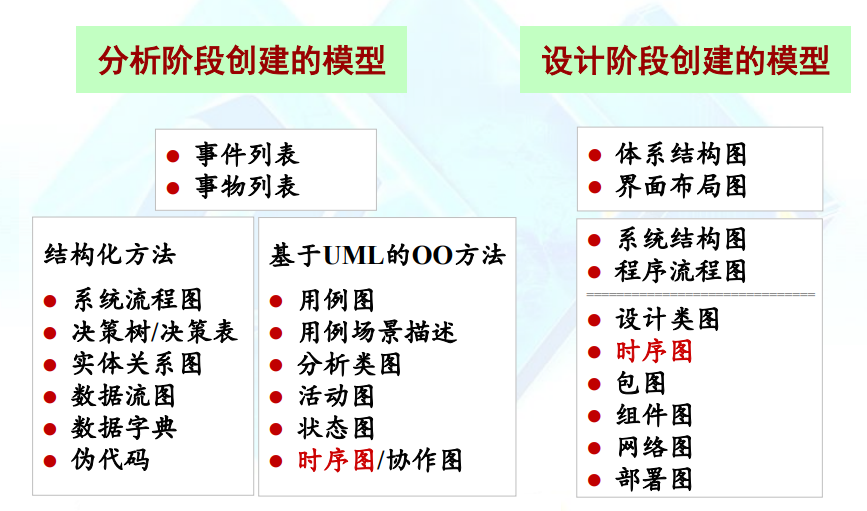 分析阶段创建的模型
事件列表
事物列表
结构化方法
系统流程图
决策树/决策表
实体关系图
数据流图
数据字典
伪代码
基于UML的OO方法
用例图
用例场景描述
分析类图
活动图
状态图
时序图/协作图
设计阶段创建的模型
体系结构图
界面布局图
系统结构图
程序流程图
设计类图
时序图
包图
组件图
网络图
部署图